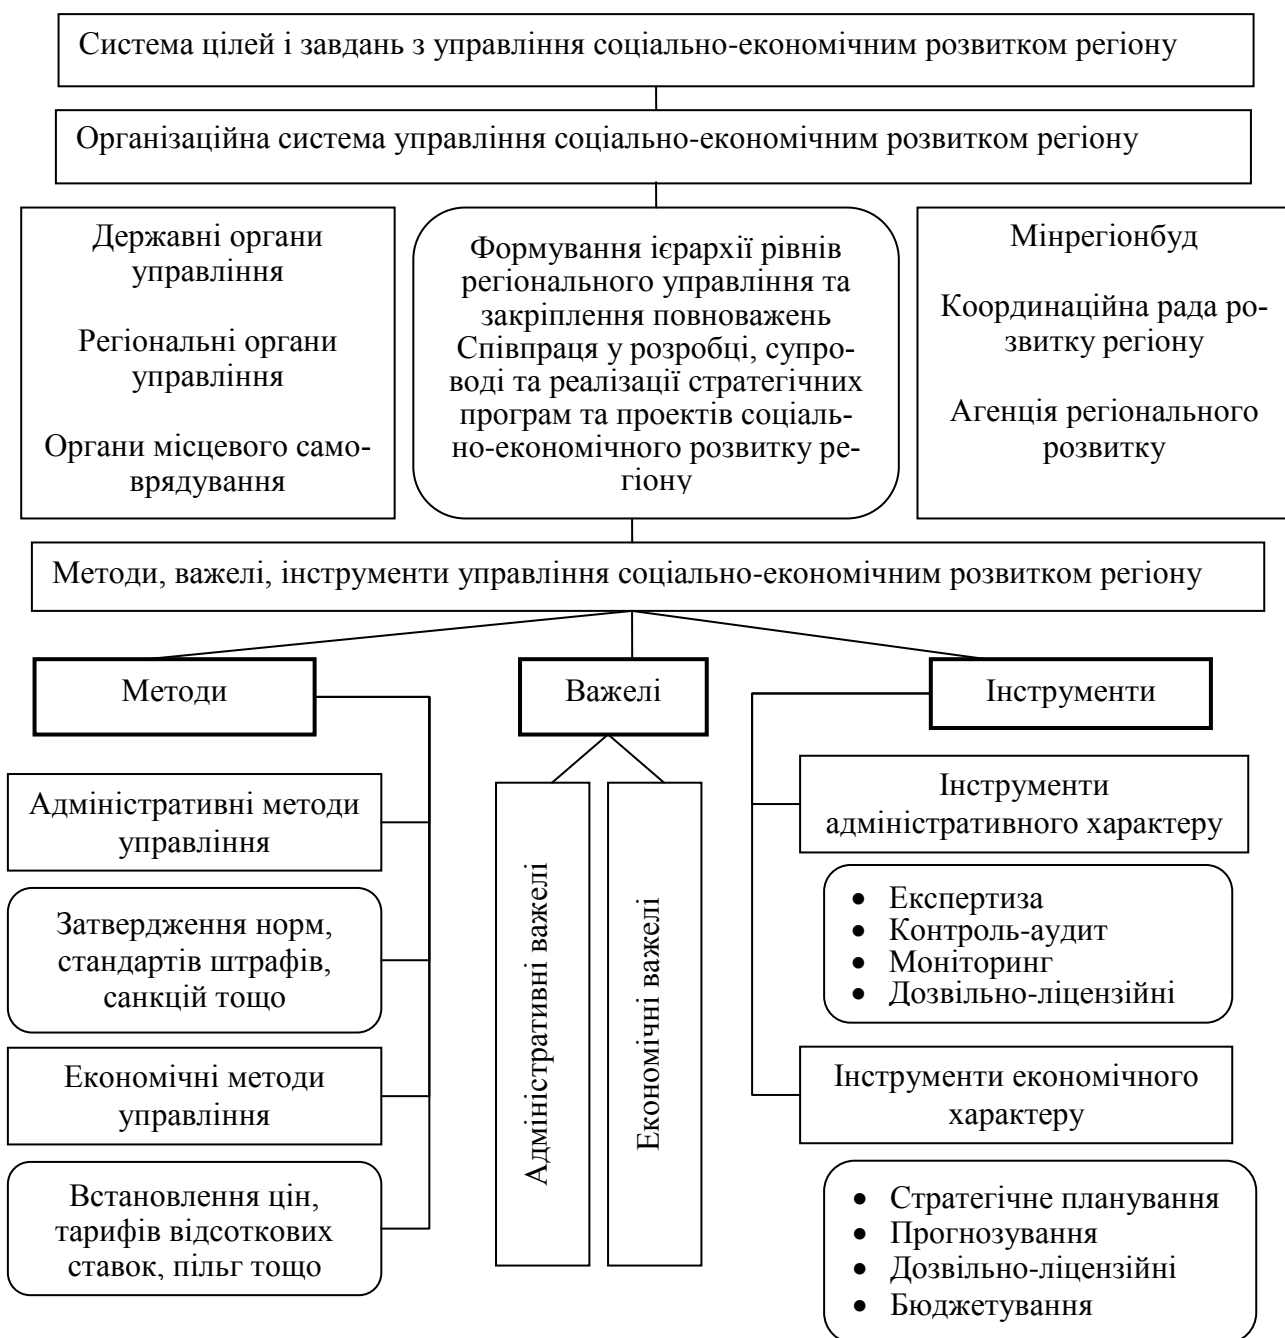 Система цілей і завдань з управління соціально-економічним розвитком регіону
Організаційна система управління соціально-економічним розвитком регіону
Державні органи
управління
Регіональні органи
управління
Органи місцевого само-
врядування
Формування ієрархії рівнів
регіонального управління та
закріплення повноважень
Співпраця у розробці, супро-
воді та реалізації стратегічних
програм та проектів соціаль-
но-економічного розвитку ре-
гіону
Мінрегіонбуд
Координаційна рада ро-
звитку регіону
Агенція регіонального
розвитку
Методи, важелі, інструменти управління соціально-економічним розвитком регіону
Методи
Важелі
Інструменти
Адміністративні методи
управління
Затвердження норм,
стандартів штрафів,
санкцій тощо
Економічні методи
управління
Встановлення цін,
тарифів відсоткових
ставок, пільг тощо
Адміністративні важелі
Економічні важелі
Інструменти
адміністративного характеру
• Експертиза
• Контроль-аудит
• Моніторинг
• Дозвільно-ліцензійні
Інструменти економічного
характеру
• Стратегічне планування
• Прогнозування
• Дозвільно-ліцензійні
• Бюджетування